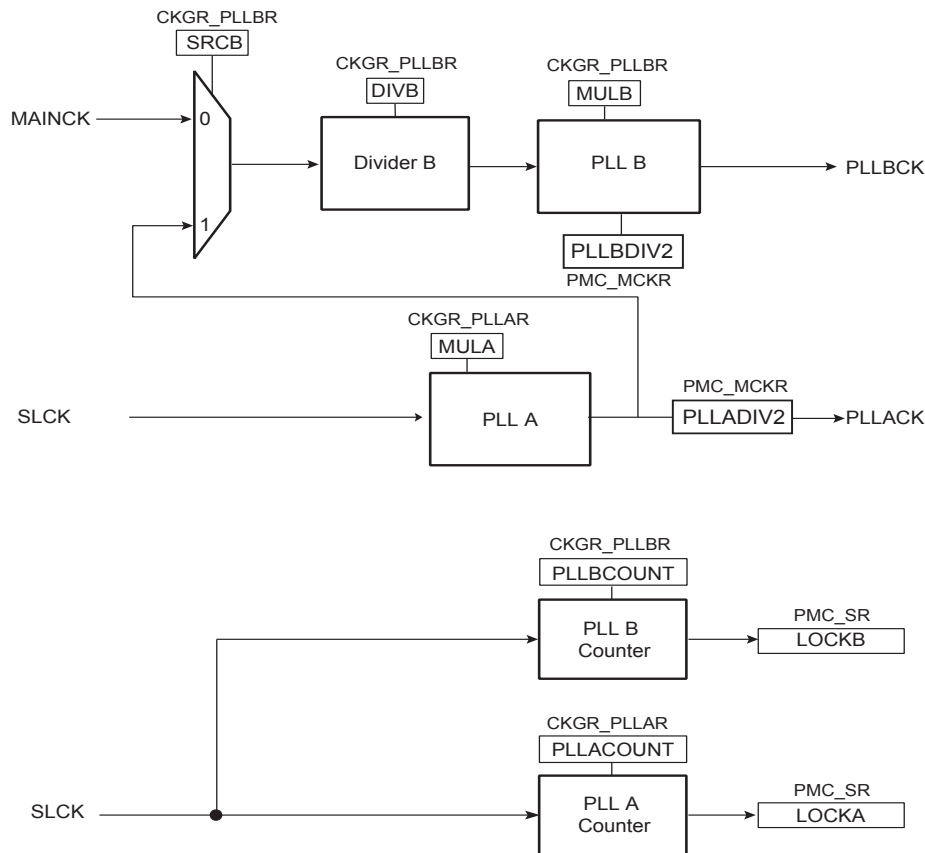 CKGR_PLLBR
SRCB
MAINCK
0
1
CKGR_PLLBR
DIVB
Divider B
CKGR_PLLBR
MULB
PLL B
PLLBDIV2
PMC_MCKR
PLLBCK
CKGR_PLLAR
MULA
SLCK
PLL A
PMC_MCKR
PLLADIV2
PLLACK
CKGR_PLLBR
PLLBCOUNT
PLL B
Counter
PMC_SR
LOCKB
CKGR_PLLAR
PLLACOUNT
SLCK
PLL A
Counter
PMC_SR
LOCKA